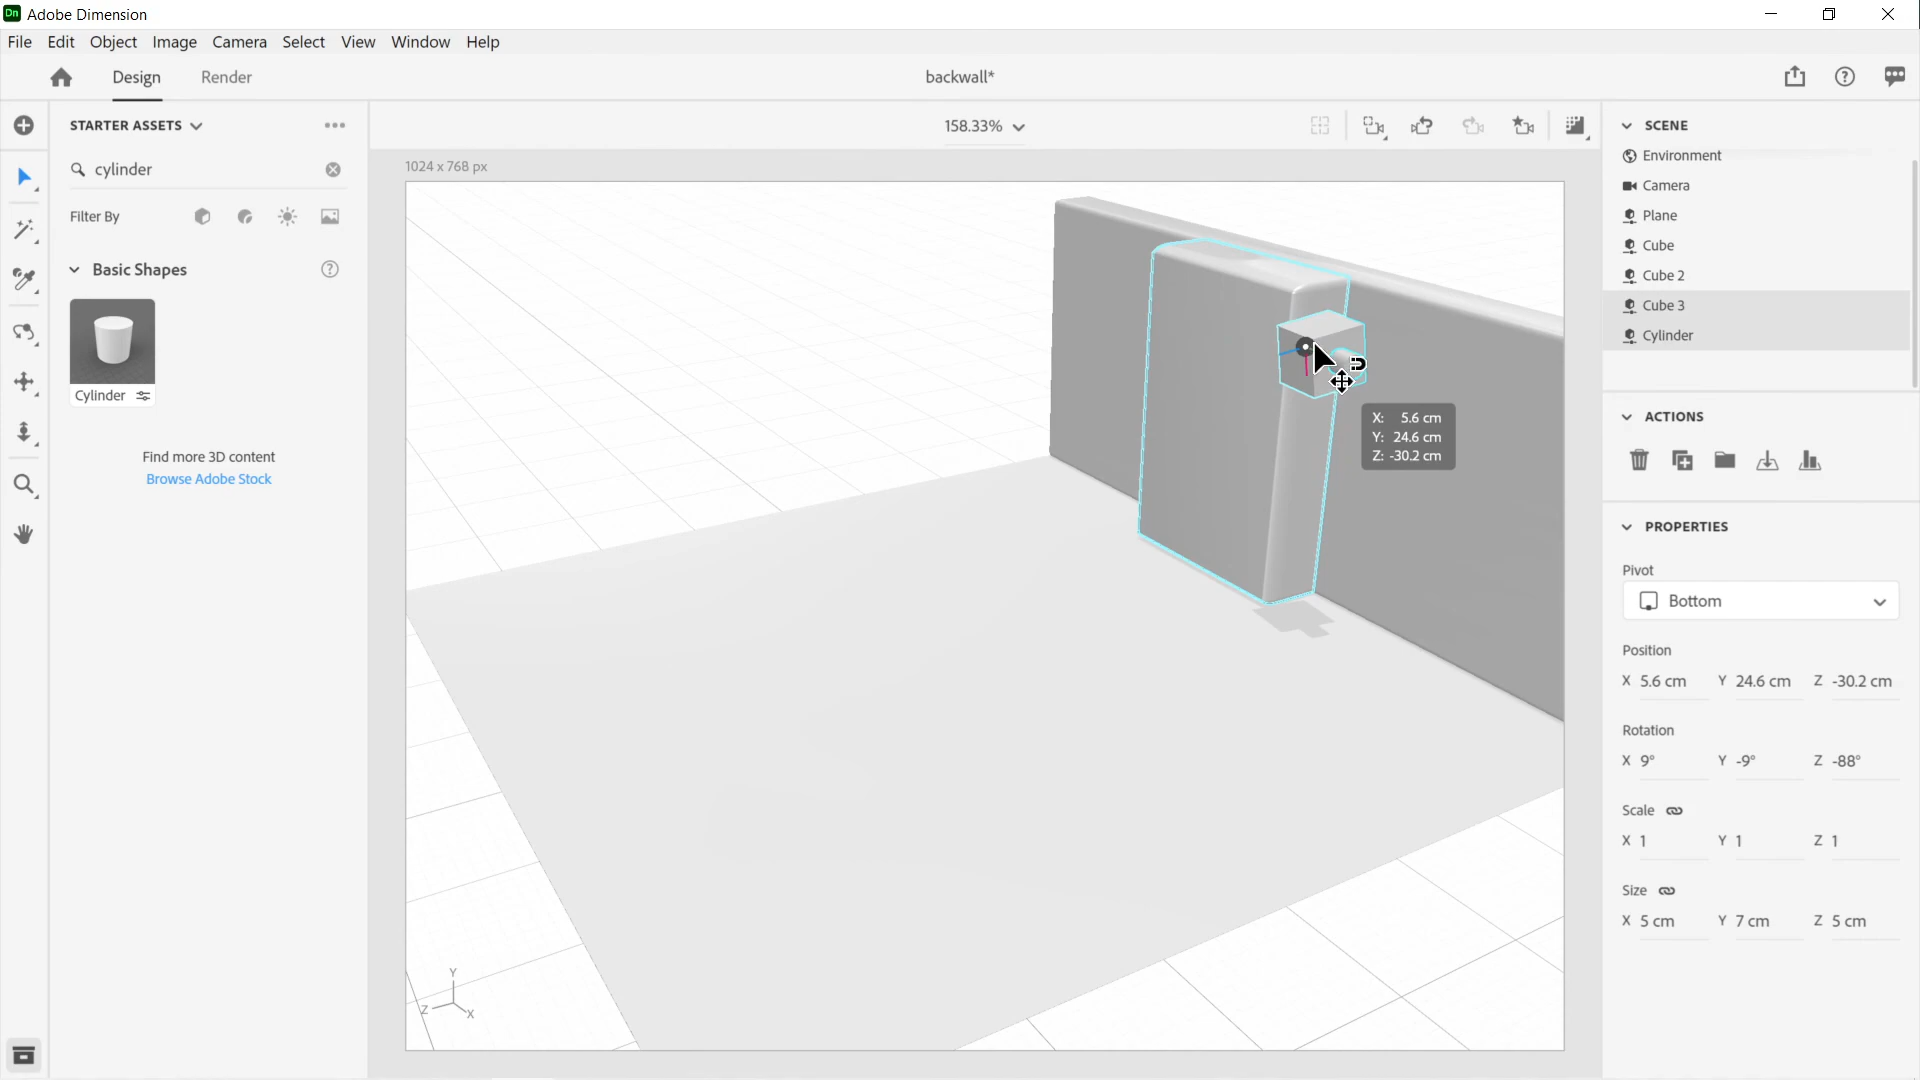 Dn Adobe Dimension
File Edit Object Image Camera Select View Window Help
Design Render backwall*
STARTER ASSETS
158.33%
SCENE
1024 x 768 px
cylinder
Filter By
Basic Shapes
Cylinder
Find more 3D content
Browse Adobe Stock
X: 5.6 cm
Y: 24.6 cm
Z: -30.2 cm
Y
Z
X
Environment
Camera
Plane
Cube
Cube 2
Cube 3
Cylinder
ACTIONS
PROPERTIES
Pivot
Bottom
Position
X 5.6 cm Y 24.6 cm Z -30.2 cm
Rotation
X 9° Y -9° Z -88°
Scale
X 1 Y 1 Z 1
Size
X 5 cm Y 7 cm Z 5 cm